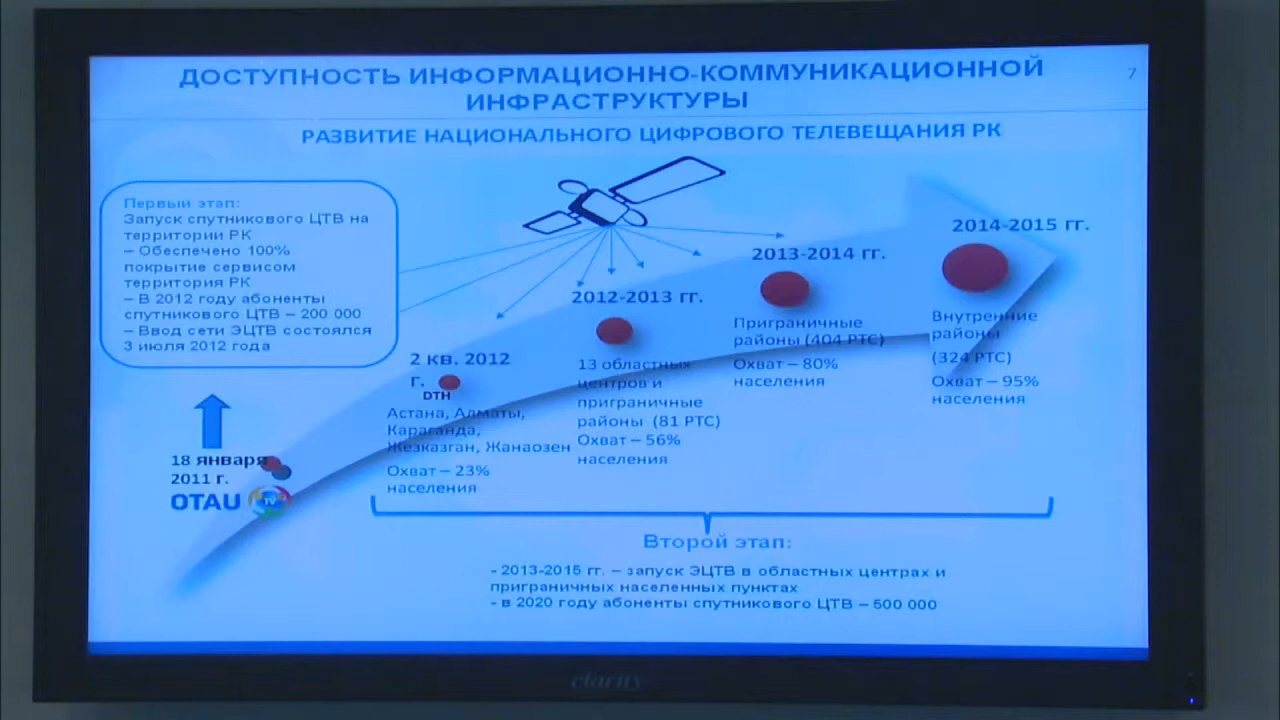 ДОСТУПНОСТЬ ИНФОРМАЦИОННО-КОММУНИКАЦИОННОЙ
ИНФРАСТРУКТУРЫ
7
РАЗВИТИЕ НАЦИОНАЛЬНОГО ЦИФРОВОГО ТЕЛЕВЕЩАНИЯ РК
Первый этап:
Запуск спутникового ЦТВ на
территории РК
– Обеспечено 100%
покрытие сервисом
территория РК
– В 2012 году абоненты
спутникового ЦТВ – 200 000
– Ввод сети ЭЦТВ состоялся
3 июля 2012 года
18 января
2011 г.
OTAU TV
2 кв. 2012
г.
DTH
Астана, Алматы,
Караганда,
Жезказган, Жанаозен
Охват – 23%
населения
2012-2013 гг.
13 областных
центров и
приграничные
районы (81 РТС)
Охват – 56%
населения
2013-2014 гг.
Приграничные
районы (404 РТС)
Охват – 80%
населения
2014-2015 гг.
Внутренние
районы
(324 РТС)
Охват – 95%
населения
Второй этап:
- 2013-2015 гг. – запуск ЭЦТВ в областных центрах и
приграничных населенных пунктах
- в 2020 году абоненты спутникового ЦТВ – 500 000
clarity